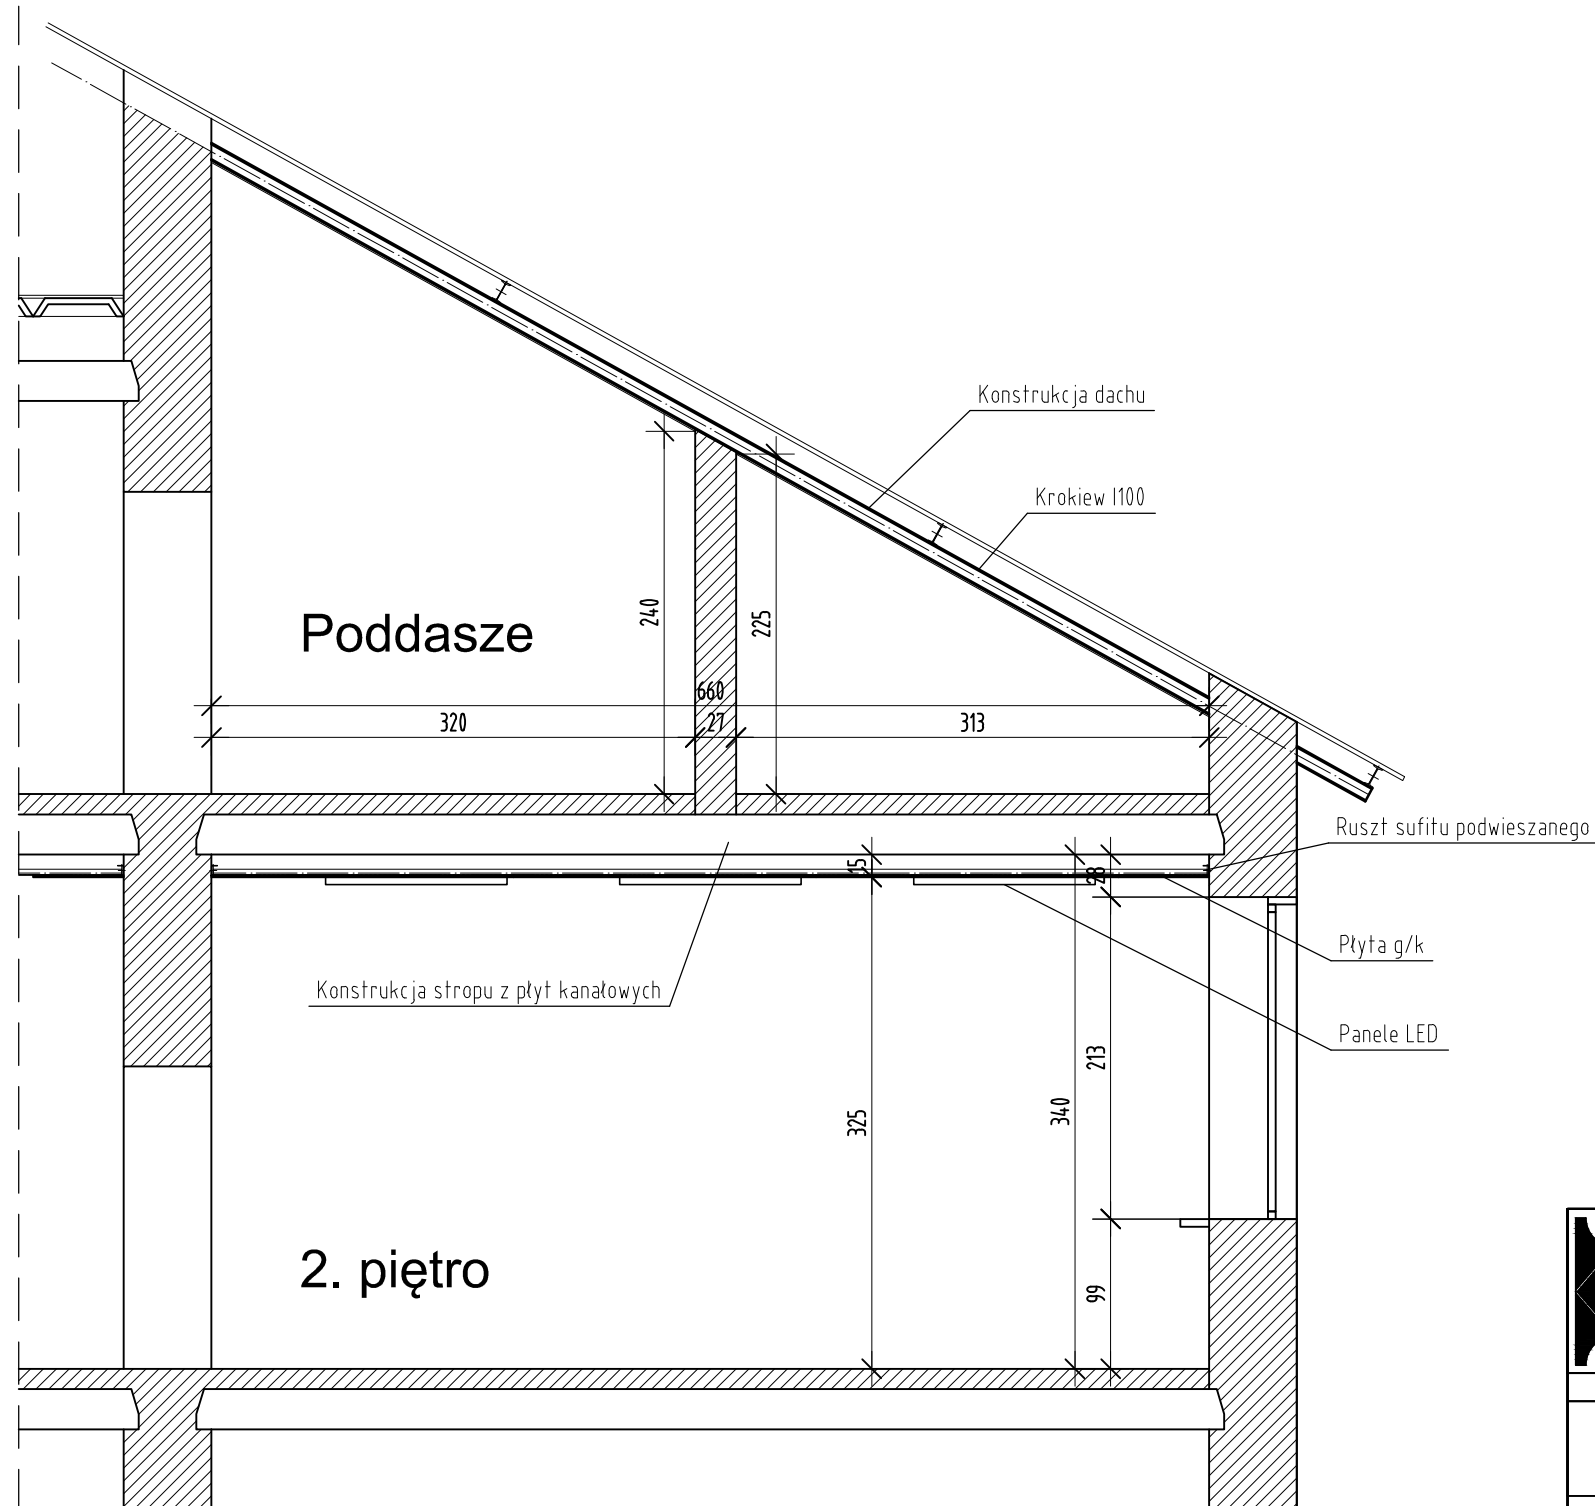 Konstrukcja dachu
Krokiew I100
240
225
Poddasze
660
320
27
313
Ruszt sufitu podwieszanego
15
28
Płyta g/k
Konstrukcja stropu z płyt kanałowych
Panele LED
213
340
325
2. piętro
99